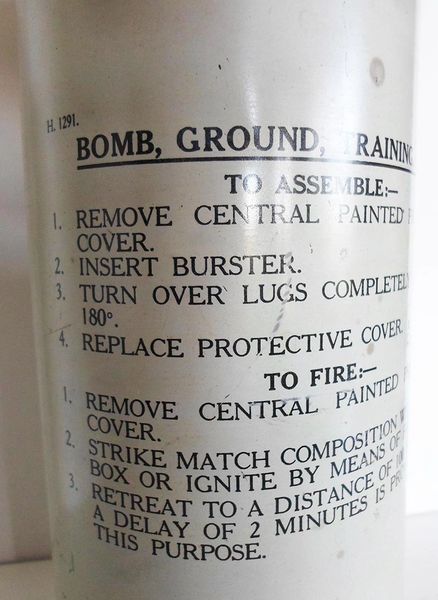 H. 1291.
BOMB, GROUND, TRAINING
TO ASSEMBLE:—
1. REMOVE CENTRAL PAINTED
COVER.
2. INSERT BURSTER.
3. TURN OVER LUGS COMPLETELY
180°.
4. REPLACE PROTECTIVE COVER.
TO FIRE:—
1. REMOVE CENTRAL PAINTED
COVER.
2. STRIKE MATCH COMPOSITION
BOX OR IGNITE BY MEANS OF
3. RETREAT TO A DISTANCE OF
A DELAY OF 2 MINUTES IS
THIS PURPOSE.